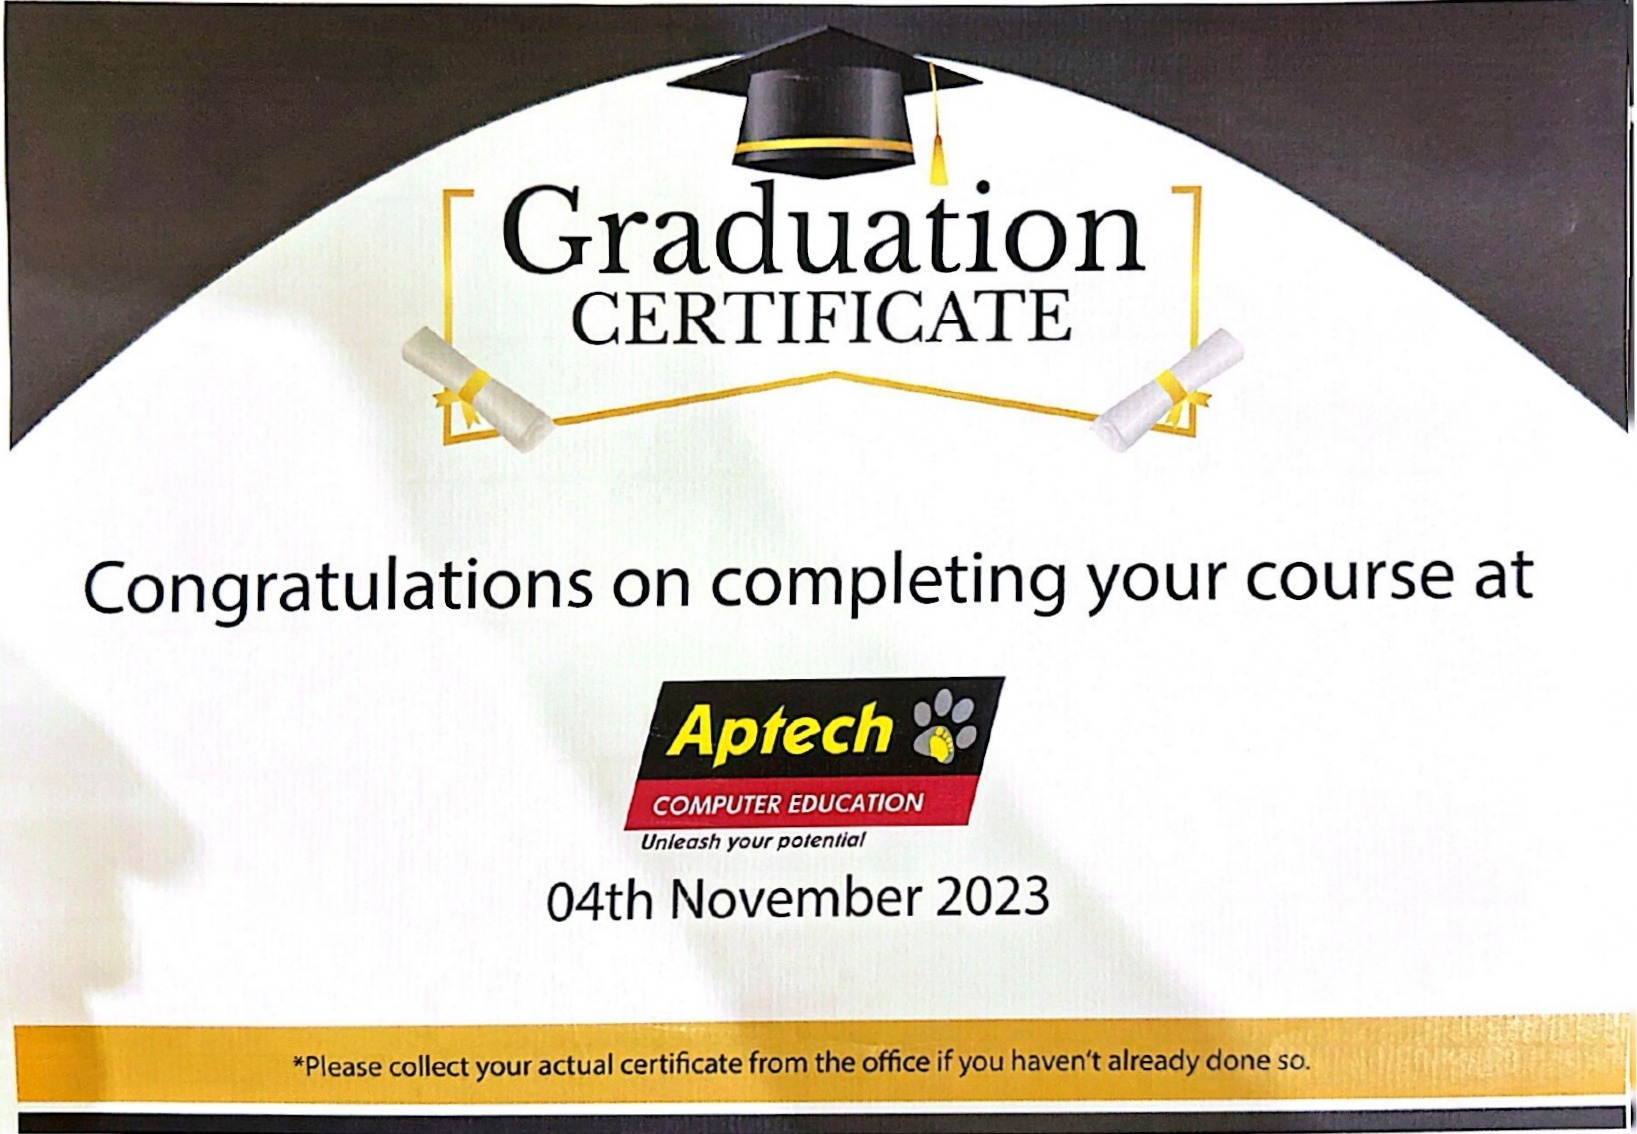 Graduation
CERTIFICATE
Congratulations on completing your course at
Aptech
COMPUTER EDUCATION
Unleash your potential
04th November 2023
*Please collect your actual certificate from the office if you haven't already done so.